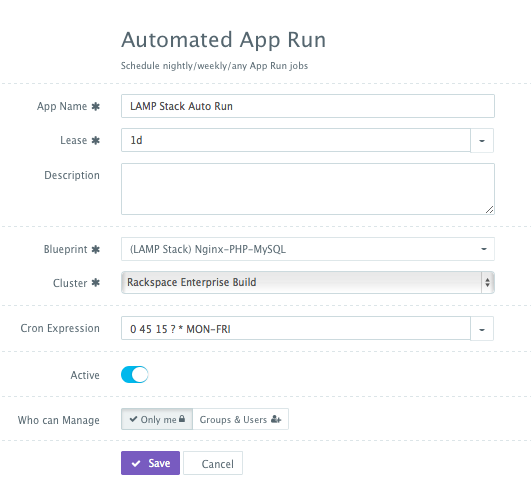 Automated App Run
Schedule nightly/weekly/any App Run jobs
App Name ✱ LAMP Stack Auto Run
Lease ✱ 1d
Description
Blueprint ✱ (LAMP Stack) Nginx-PHP-MySQL
Cluster ✱ Rackspace Enterprise Build
Cron Expression 0 45 15 ? * MON-FRI
Active
Who can Manage Only me Groups & Users
Save Cancel